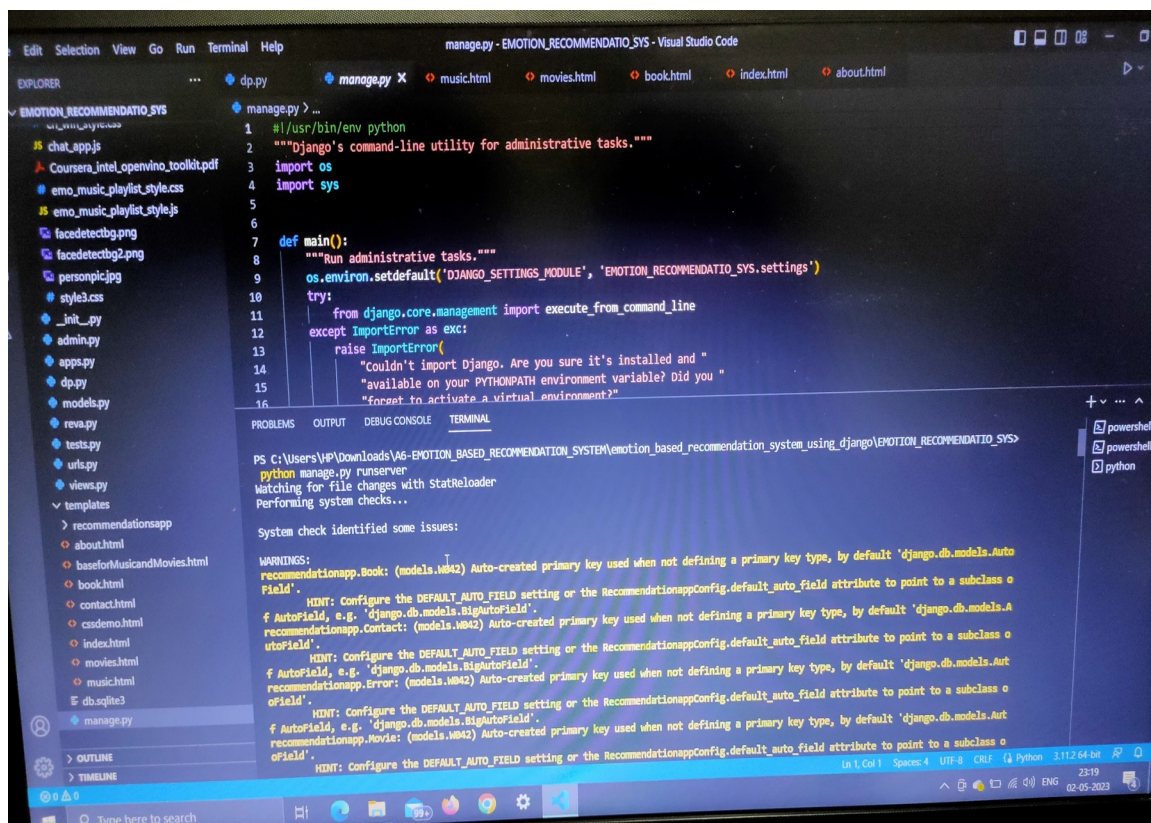 Edit Selection View Go Run Terminal Help
manage.py - EMOTION_RECOMMENDATIO_SYS - Visual Studio Code
EXPLORER
...
dp.py
manage.py
music.html
movies.html
book.html
index.html
about.html
EMOTION_RECOMMENDATIO_SYS
chat_app.js
Coursera_intel_openvino_toolkit.pdf
emo_music_playlist_style.css
emo_music_playlist_style.js
facedetectbg.png
facedetectbg2.png
personpic.jpg
style3.css
_init_.py
admin.py
apps.py
dp.py
models.py
reva.py
tests.py
urls.py
views.py
templates
recommendationsapp
about.html
baseforMusicandMovies.html
book.html
contact.html
cssdemo.html
index.html
movies.html
music.html
db.sqlite3
manage.py
OUTLINE
TIMELINE
manage.py > ...
1 #!/usr/bin/env python
2 """Django's command-line utility for administrative tasks."""
3 import os
4 import sys
5
6
7 def main():
8 """Run administrative tasks."""
9 os.environ.setdefault('DJANGO_SETTINGS_MODULE', 'EMOTION_RECOMMENDATIO_SYS.settings')
10 try:
11 from django.core.management import execute_from_command_line
12 except ImportError as exc:
13 raise ImportError(
14 "Couldn't import Django. Are you sure it's installed and "
15 "available on your PYTHONPATH environment variable? Did you "
16 "forget to activate a virtual environment?"
PROBLEMS OUTPUT DEBUG CONSOLE TERMINAL
powershell
powershell
python
PS C:\Users\HP\Downloads\A6-EMOTION_BASED_RECOMMENDATION_SYSTEM\emotion_based_recommendation_system_using_django\EMOTION_RECOMMENDATIO_SYS>
python manage.py runserver
Watching for file changes with StatReloader
Performing system checks...
System check identified some issues:
WARNINGS:
recommendationapp.Book: (models.W042) Auto-created primary key used when not defining a primary key type, by default 'django.db.models.Auto
Field'.
HINT: Configure the DEFAULT_AUTO_FIELD setting or the RecommendationappConfig.default_auto_field attribute to point to a subclass o
f AutoField, e.g. 'django.db.models.BigAutoField'.
recommendationapp.Contact: (models.W042) Auto-created primary key used when not defining a primary key type, by default 'django.db.models.A
utoField'.
HINT: Configure the DEFAULT_AUTO_FIELD setting or the RecommendationappConfig.default_auto_field attribute to point to a subclass o
f AutoField, e.g. 'django.db.models.BigAutoField'.
recommendationapp.Error: (models.W042) Auto-created primary key used when not defining a primary key type, by default 'django.db.models.Aut
oField'.
HINT: Configure the DEFAULT_AUTO_FIELD setting or the RecommendationappConfig.default_auto_field attribute to point to a subclass o
f AutoField, e.g. 'django.db.models.BigAutoField'.
recommendationapp.Movie: (models.W042) Auto-created primary key used when not defining a primary key type, by default 'django.db.models.Aut
oField'.
HINT: Configure the DEFAULT_AUTO_FIELD setting or the RecommendationappConfig.default_auto_field attribute to point to a subclass o
0 0
Ln 1, Col 1 Spaces: 4 UTF-8 CRLF Python 3.11.2 64-bit
Type here to search
99+
ENG
23:19
02-05-2023
4